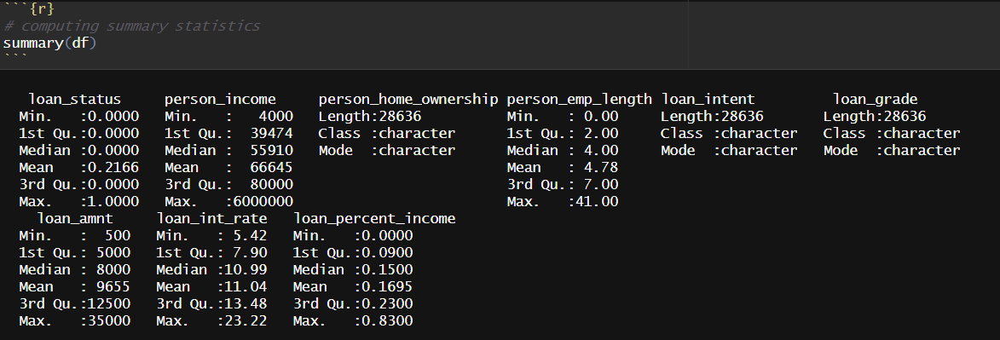 ```{r}
# computing summary statistics
summary(df)
```
loan_status person_income person_home_ownership person_emp_length loan_intent loan_grade
Min. :0.0000 Min. : 4000 Length:28636 Min. : 0.00 Length:28636 Length:28636
1st Qu.:0.0000 1st Qu.: 39474 Class :character 1st Qu.: 2.00 Class :character Class :character
Median :0.0000 Median : 55910 Mode :character Median : 4.00 Mode :character Mode :character
Mean :0.2166 Mean : 66645 Mean : 4.78
3rd Qu.:0.0000 3rd Qu.: 80000 3rd Qu.: 7.00
Max. :1.0000 Max. :6000000 Max. :41.00
loan_amnt loan_int_rate loan_percent_income
Min. : 500 Min. : 5.42 Min. :0.0000
1st Qu.: 5000 1st Qu.: 7.90 1st Qu.:0.0900
Median : 8000 Median :10.99 Median :0.1500
Mean : 9655 Mean :11.04 Mean :0.1695
3rd Qu.:12500 3rd Qu.:13.48 3rd Qu.:0.2300
Max. :35000 Max. :23.22 Max. :0.8300